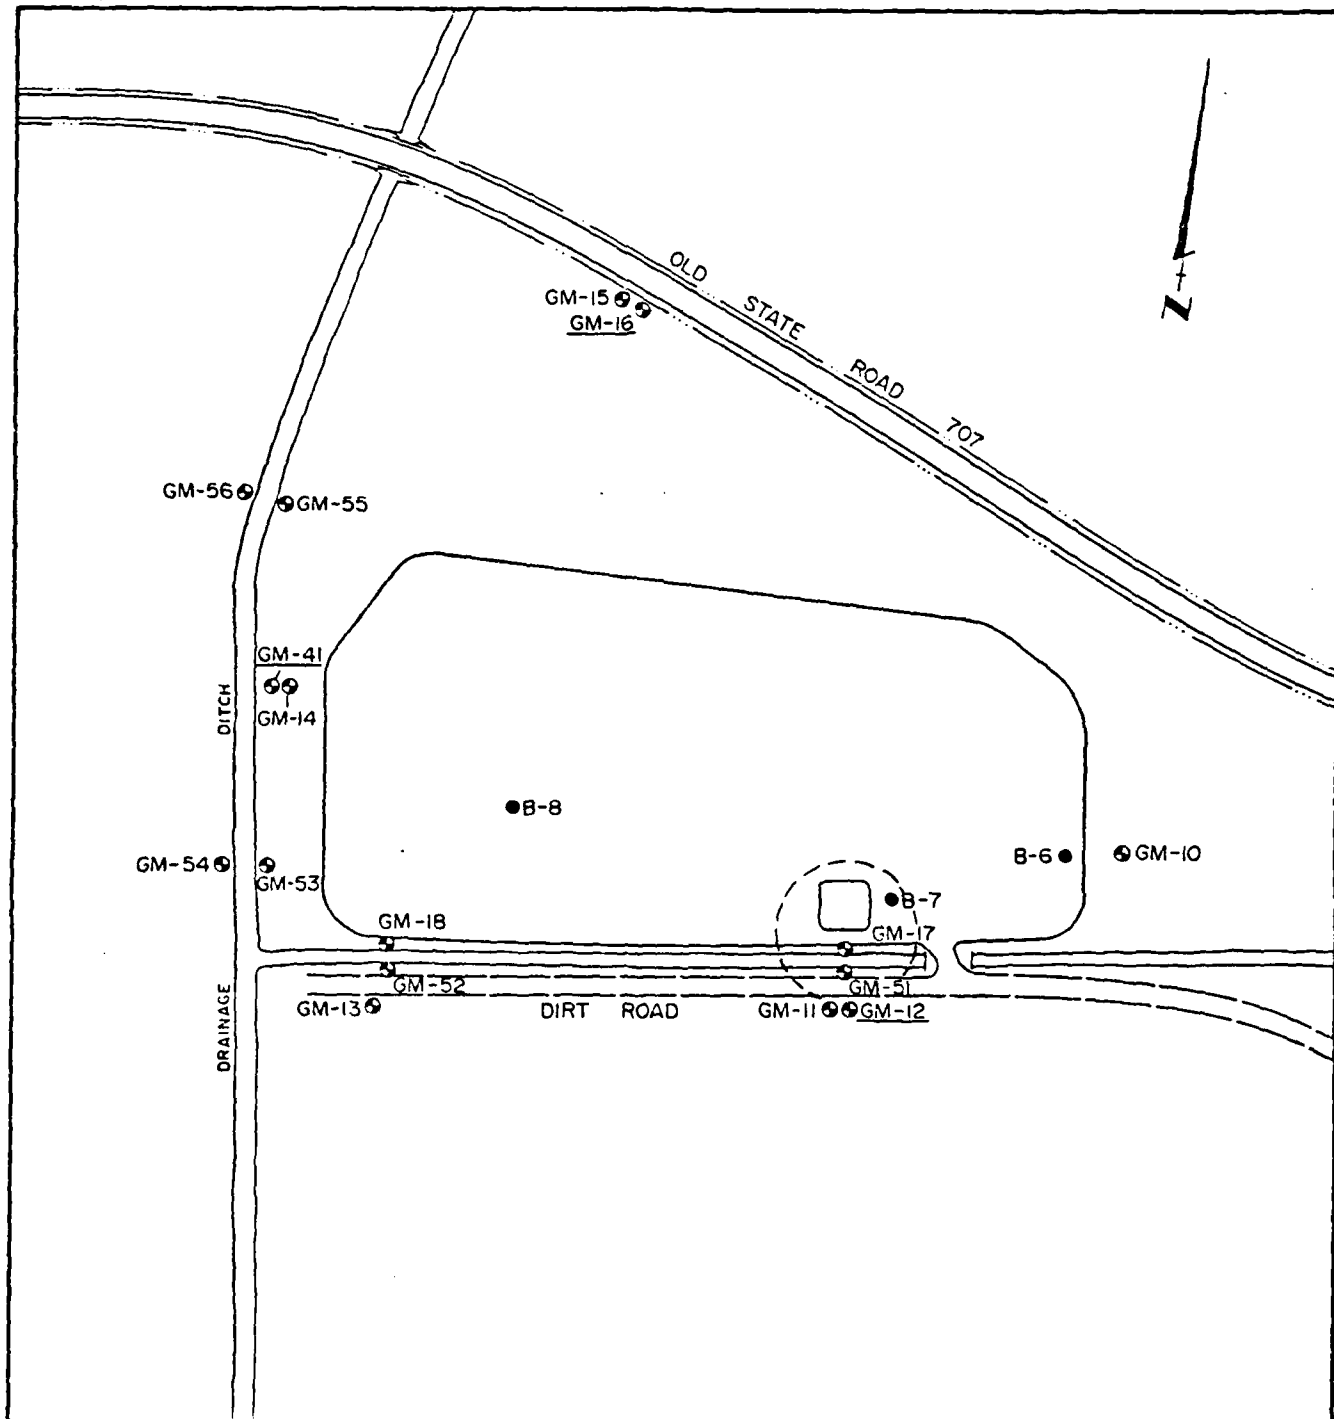 OLD STATE ROAD 707
Z
GM-15
GM-16
GM-56
GM-55
GM-41
GM-14
DRAINAGE DITCH
B-8
GM-54
GM-53
B-6
GM-10
B-7
GM-18
GM-17
GM-52
GM-51
GM-13
DIRT ROAD
GM-11
GM-12